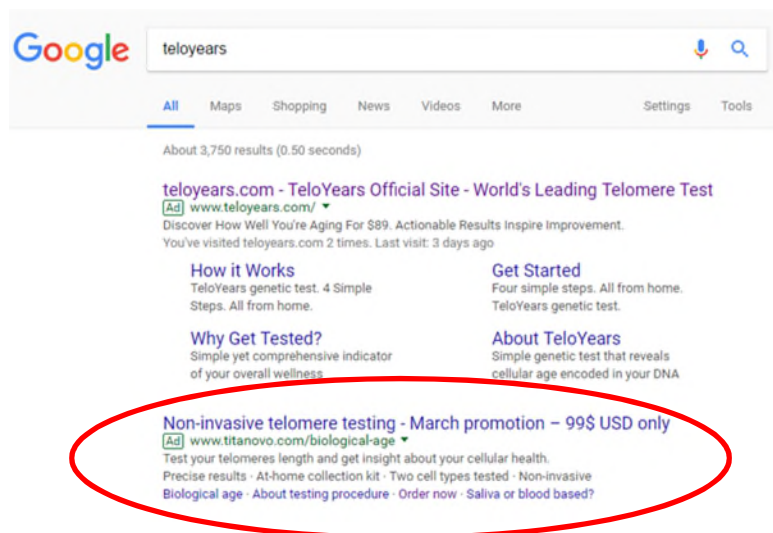 Google teloyears
All Maps Shopping News Videos More Settings Tools
About 3,750 results (0.50 seconds)
teloyears.com - TeloYears Official Site - World's Leading Telomere Test
Ad www.teloyears.com/
Discover How Well You're Aging For $89. Actionable Results Inspire Improvement.
You've visited teloyears.com 2 times. Last visit: 3 days ago
How it Works
TeloYears genetic test. 4 Simple
Steps. All from home.
Get Started
Four simple steps. All from home.
TeloYears genetic test.
Why Get Tested?
Simple yet comprehensive indicator
of your overall wellness
About TeloYears
Simple genetic test that reveals
cellular age encoded in your DNA
Non-invasive telomere testing - March promotion – 99$ USD only
Ad www.titanovo.com/biological-age
Test your telomeres length and get insight about your cellular health.
Precise results · At-home collection kit · Two cell types tested · Non-invasive
Biological age · About testing procedure · Order now · Saliva or blood based?